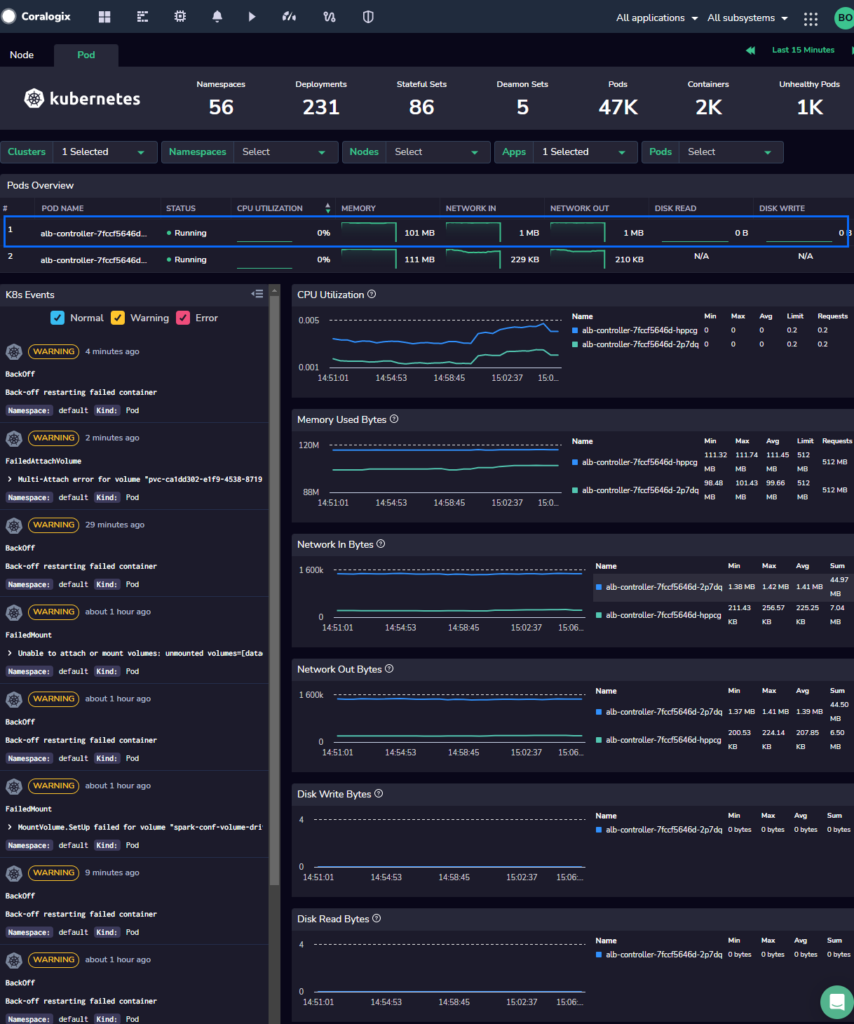 Coralogix All applications All subsystems BO
Node Pod Last 15 Minutes
Namespaces Deployments Stateful Sets Deamon Sets Pods Containers Unhealthy Pods
kubernetes 56 231 86 5 47K 2K 1K
Clusters 1 Selected Namespaces Select Nodes Select Apps 1 Selected Pods Select
Pods Overview
# POD NAME STATUS CPU UTILIZATION MEMORY NETWORK IN NETWORK OUT DISK READ DISK WRITE
1 alb-controller-7fccf5646d... Running 0% 101 MB 1 MB 1 MB 0 B 0 B
2 alb-controller-7fccf5646d... Running 0% 111 MB 229 KB 210 KB N/A N/A
K8s Events
Normal Warning Error
WARNING 4 minutes ago
BackOff
Back-off restarting failed container
Namespace: default Kind: Pod
WARNING 2 minutes ago
FailedAttachVolume
> Multi-Attach error for volume "pvc-ca1dd302-e1f9-4538-8719
Namespace: default Kind: Pod
WARNING 29 minutes ago
BackOff
Back-off restarting failed container
Namespace: default Kind: Pod
WARNING about 1 hour ago
FailedMount
> Unable to attach or mount volumes: unmounted volumes=[data
Namespace: default Kind: Pod
WARNING about 1 hour ago
BackOff
Back-off restarting failed container
Namespace: default Kind: Pod
WARNING about 1 hour ago
FailedMount
> MountVolume.SetUp failed for volume "spark-conf-volume-dri
Namespace: default Kind: Pod
WARNING 9 minutes ago
BackOff
Back-off restarting failed container
Namespace: default Kind: Pod
WARNING about 1 hour ago
BackOff
Back-off restarting failed container
Namespace: default Kind: Pod
CPU Utilization
0.005
0.001
14:51:01 14:54:53 14:58:45 15:02:37 15:0...
Name Min Max Avg Limit Requests
alb-controller-7fccf5646d-hppcg 0 0 0 0.2 0.2
alb-controller-7fccf5646d-2p7dq 0 0 0 0.2 0.2
Memory Used Bytes
120M
88M
14:51:01 14:54:53 14:58:45 15:02:37 15:0...
Name Min Max Avg Limit Requests
alb-controller-7fccf5646d-hppcg 111.32 MB 111.74 MB 111.45 MB 512 MB 512 MB
alb-controller-7fccf5646d-2p7dq 98.48 MB 101.43 MB 99.66 MB 512 MB 512 MB
Network In Bytes
1 600k
0
14:51:01 14:54:53 14:58:45 15:02:37 15:06:...
Name Min Max Avg Sum
alb-controller-7fccf5646d-2p7dq 1.38 MB 1.42 MB 1.41 MB 44.97 MB
alb-controller-7fccf5646d-hppcg 211.43 KB 256.57 KB 225.25 KB 7.04 MB
Network Out Bytes
1 600k
0
14:51:01 14:54:53 14:58:45 15:02:37 15:06:...
Name Min Max Avg Sum
alb-controller-7fccf5646d-2p7dq 1.37 MB 1.41 MB 1.39 MB 44.50 MB
alb-controller-7fccf5646d-hppcg 200.53 KB 224.14 KB 207.85 KB 6.50 MB
Disk Write Bytes
4
0
14:51:01 14:54:53 14:58:45 15:02:37 15:06:...
Name Min Max Avg Sum
alb-controller-7fccf5646d-2p7dq 0 bytes 0 bytes 0 bytes 0 bytes
Disk Read Bytes
4
0
14:51:01 14:54:53 14:58:45 15:02:37 15:06:...
Name Min Max Avg Sum
alb-controller-7fccf5646d-2p7dq 0 bytes 0 bytes 0 bytes 0 bytes